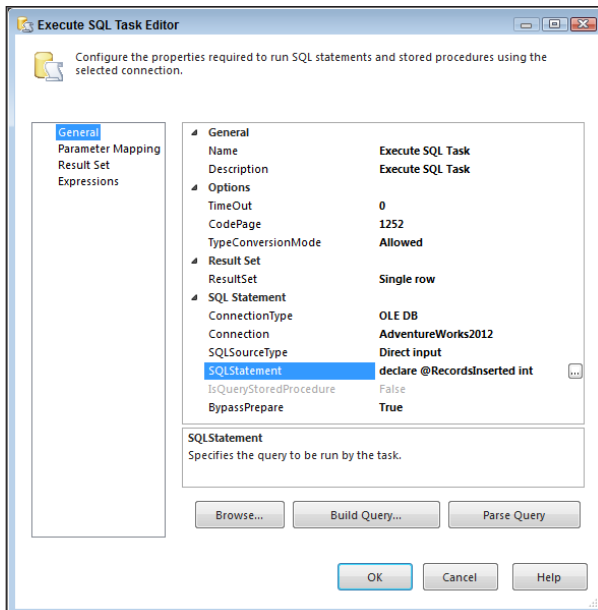 Execute SQL Task Editor
Configure the properties required to run SQL statements and stored procedures using the
selected connection.
General
Parameter Mapping
Result Set
Expressions
General
Name Execute SQL Task
Description Execute SQL Task
Options
TimeOut 0
CodePage 1252
TypeConversionMode Allowed
Result Set
ResultSet Single row
SQL Statement
ConnectionType OLE DB
Connection AdventureWorks2012
SQLSourceType Direct input
SQLStatement declare @RecordsInserted int ...
IsQueryStoredProcedure False
BypassPrepare True
SQLStatement
Specifies the query to be run by the task.
Browse... Build Query... Parse Query
OK Cancel Help